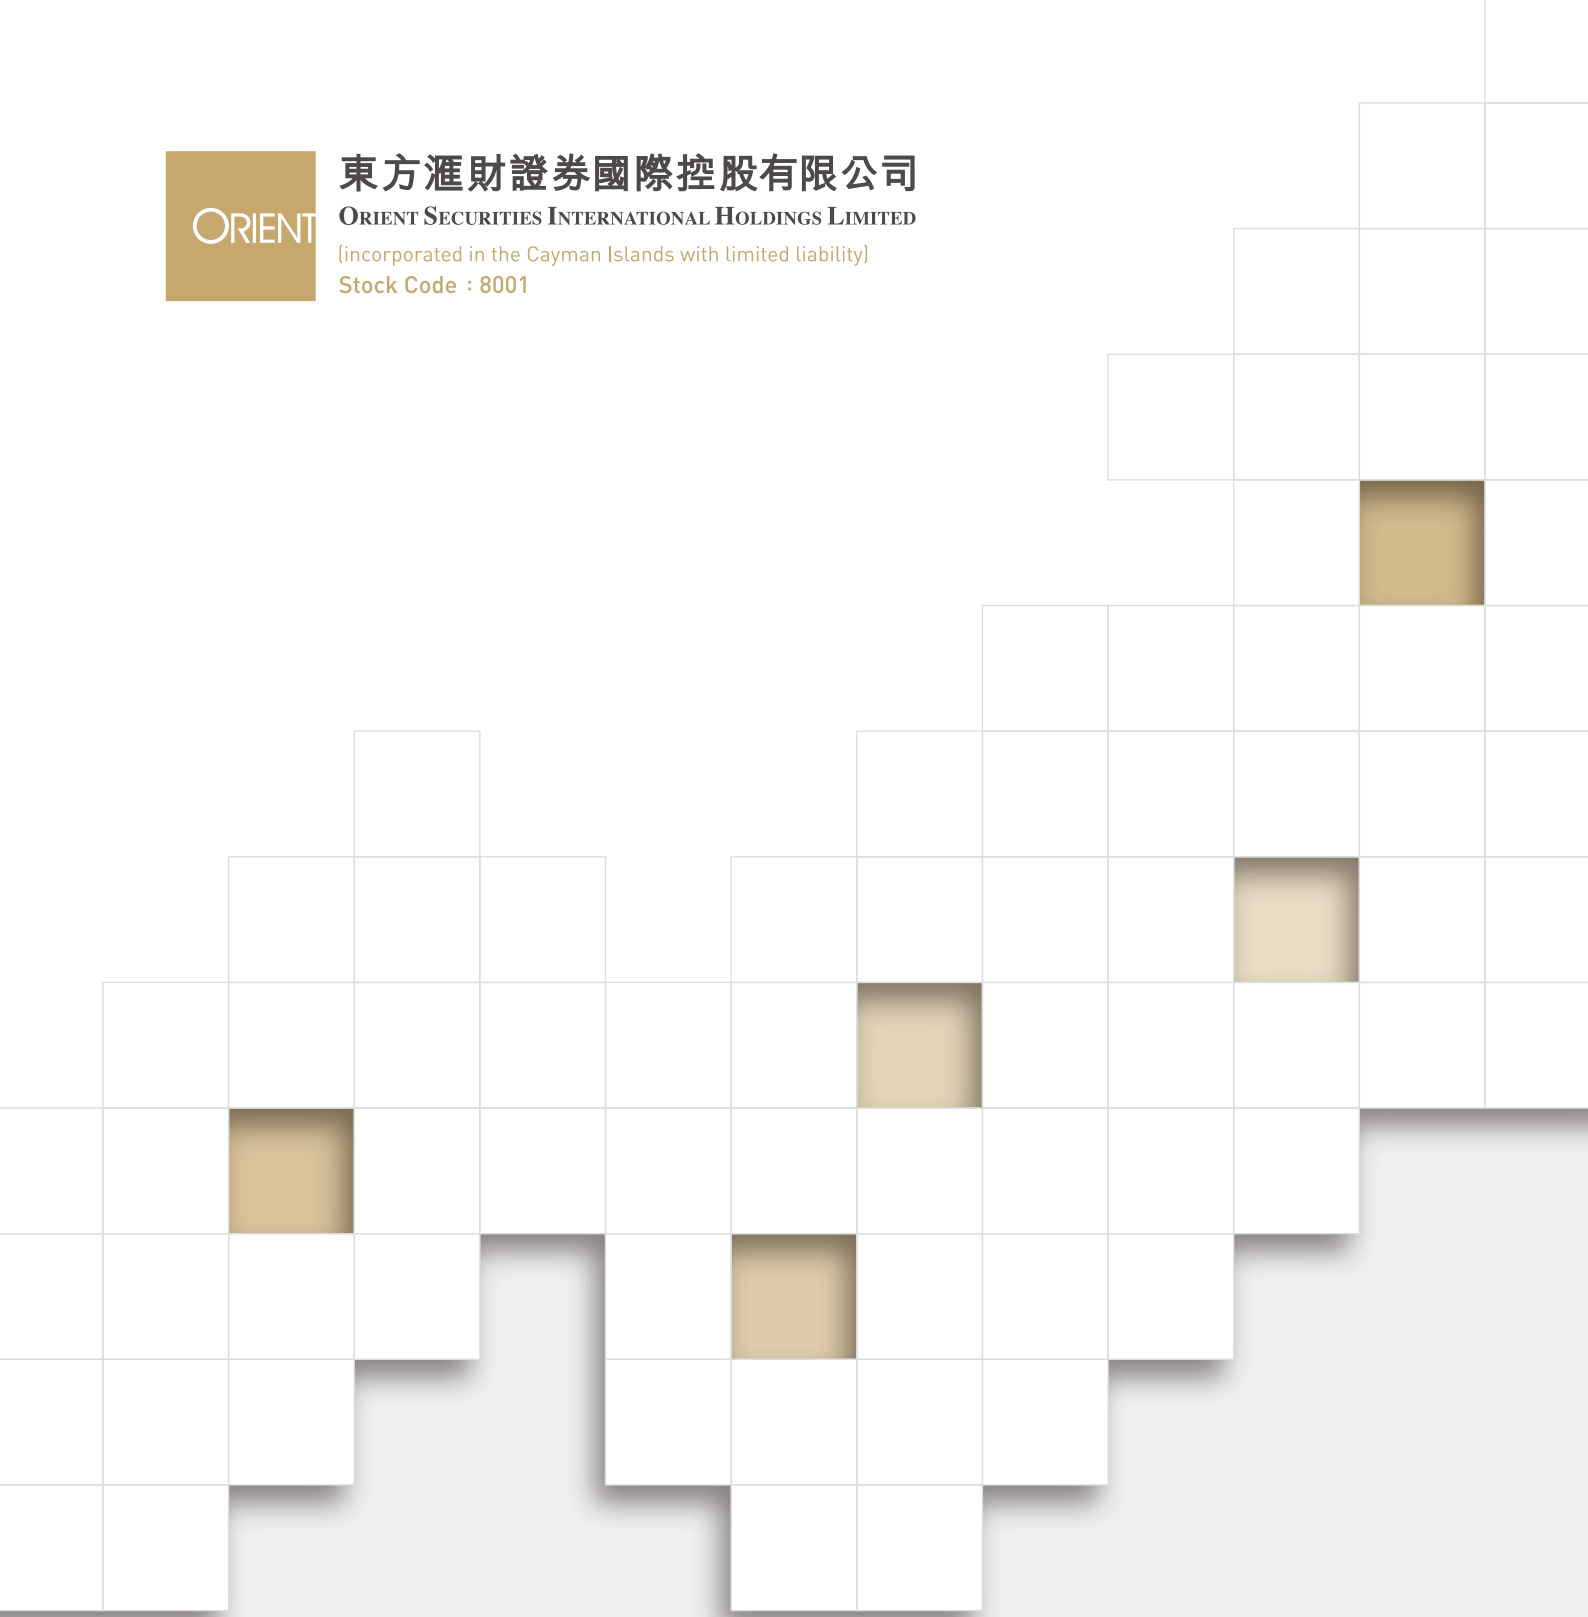 ORIENT
東方滙財證券國際控股有限公司
ORIENT SECURITIES INTERNATIONAL HOLDINGS LIMITED
(incorporated in the Cayman Islands with limited liability)
Stock Code : 8001